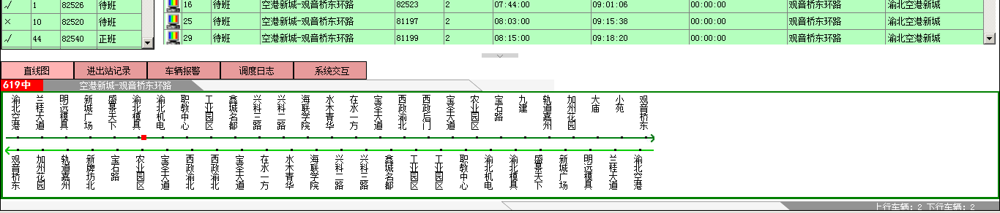 √ 1 82526 待班
× 10 82520 待班
√ 44 82540 正班
16 待班 空港新城-观音桥东环路 82523 2 07:44:00 09:01:06 00:00:00 观音桥东环路 渝北空港新城
25 待班 空港新城-观音桥东环路 81197 2 08:03:00 09:15:38 00:00:00 观音桥东环路 渝北空港新城
29 待班 空港新城-观音桥东环路 81199 2 08:15:00 09:18:20 00:00:00 观音桥东环路 渝北空港新城
直线图 进出站记录 车辆报警 调度日志 系统交互
619中 空港新城-观音桥东环路
渝北空港
兰桂大道
明远模具
新城广场
盛景天下
渝北模具
渝北机电
职教中心
工业园区
鑫城名都
兴科三路
兴科二路
海联学院
水木青华
在水一方
宝圣大道
西政渝北
西政后门
宝圣大道
农业园区
宝石路
九建
轨道嘉州
加州花园
大庙
小苑
观音桥东
观音桥东
加州花园
轨道嘉州
新牌坊北
宝石路
农业园区
宝圣大道
西政渝北
西政渝北
宝圣大道
在水一方
水木青华
海联学院
兴科二路
兴科三路
鑫城名都
工业园区
工业园区
职教中心
渝北机电
渝北模具
盛景天下
新城广场
明远模具
兰桂大道
渝北空港
上行车辆: 2 下行车辆: 2